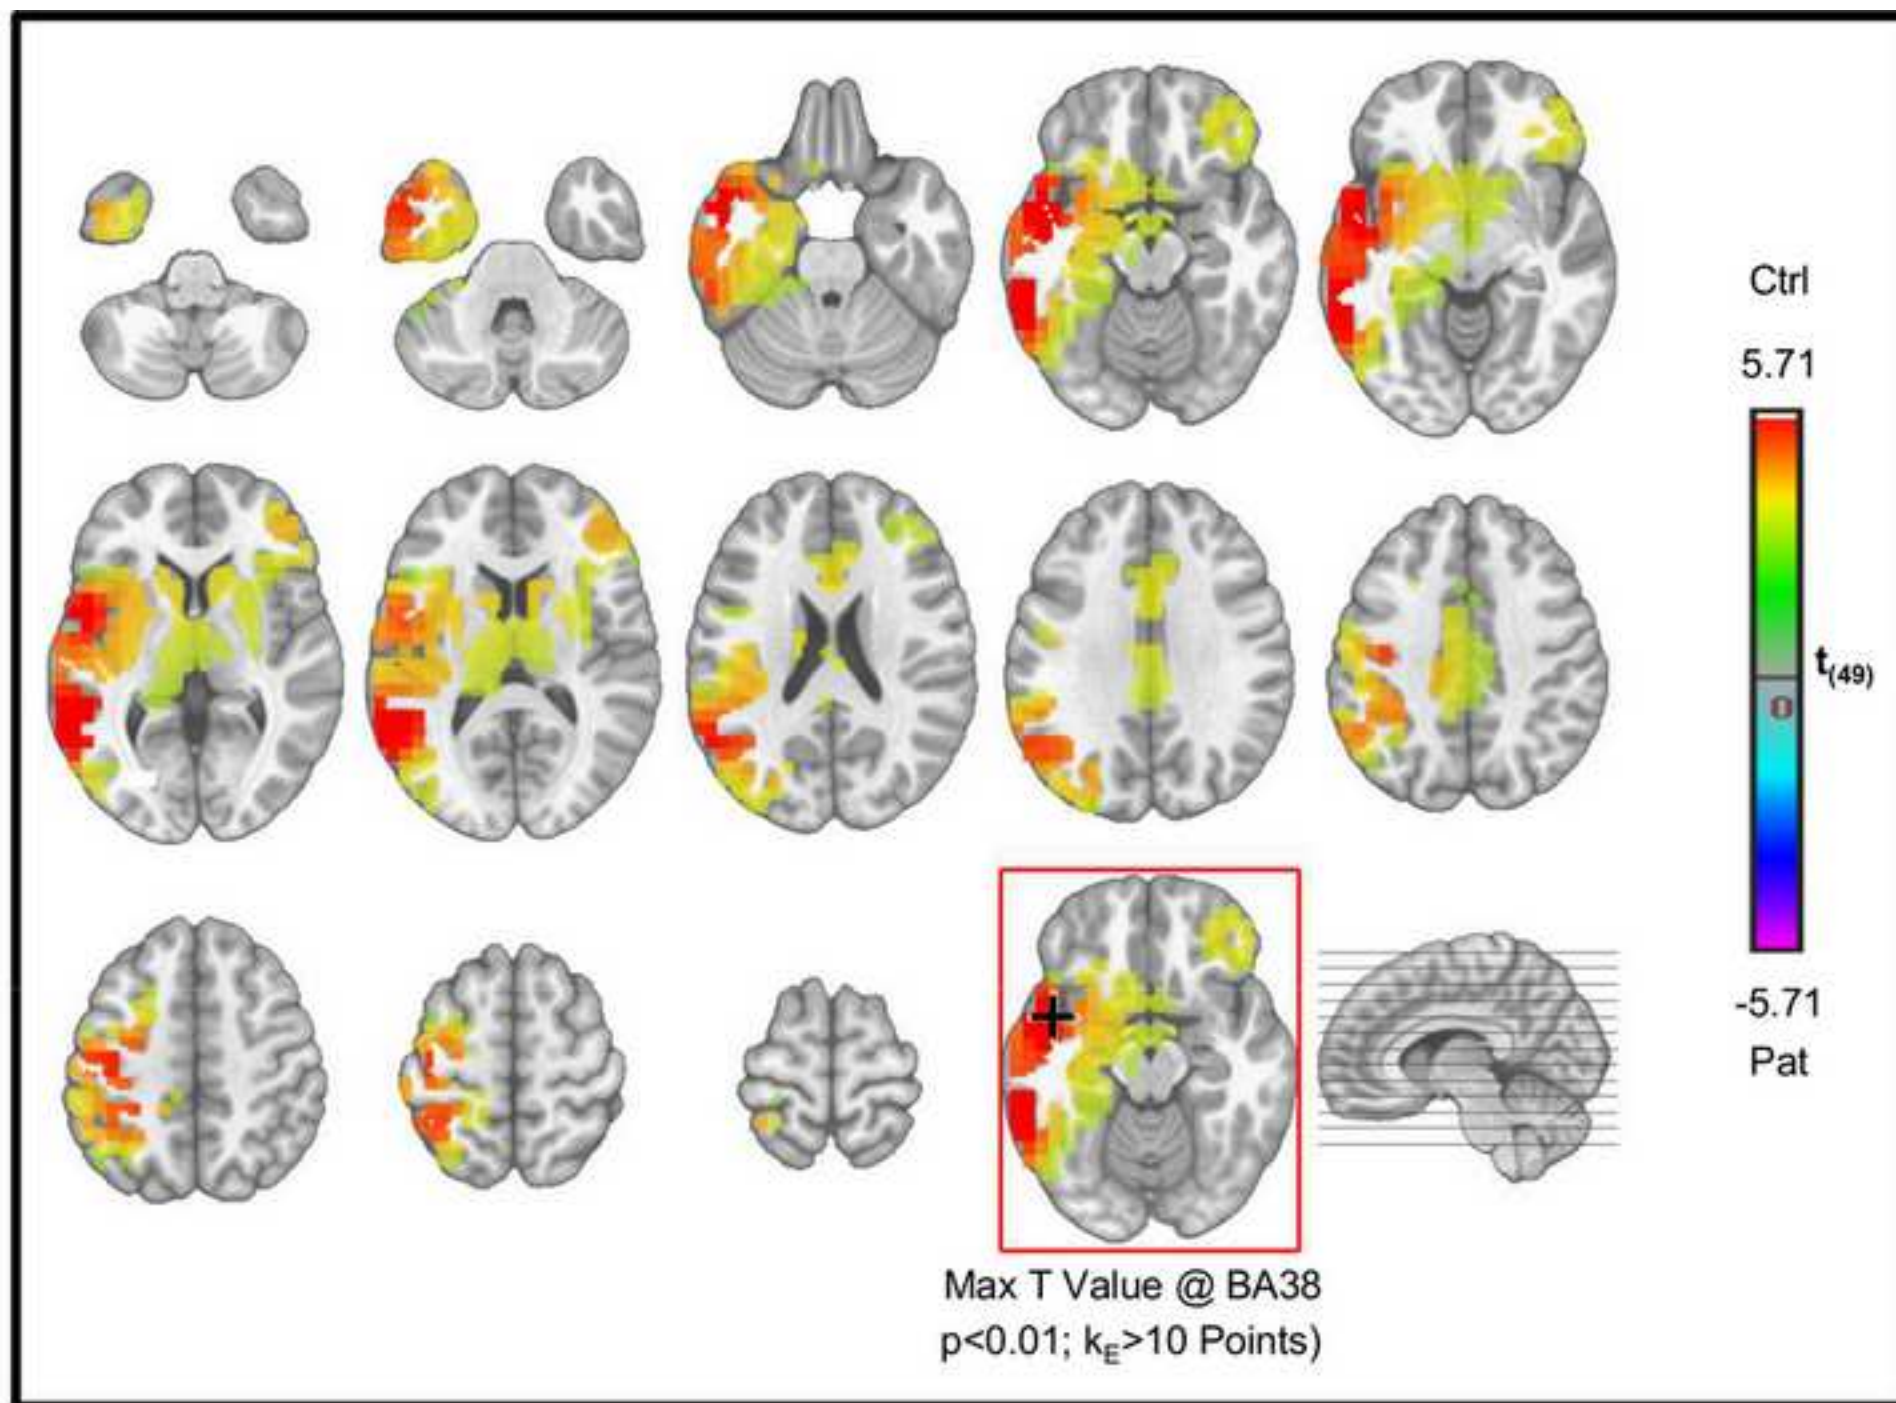 Ctrl
5.71
t(49)
0
-5.71
Pat
Max T Value @ BA38
p<0.01; kE>10 Points)